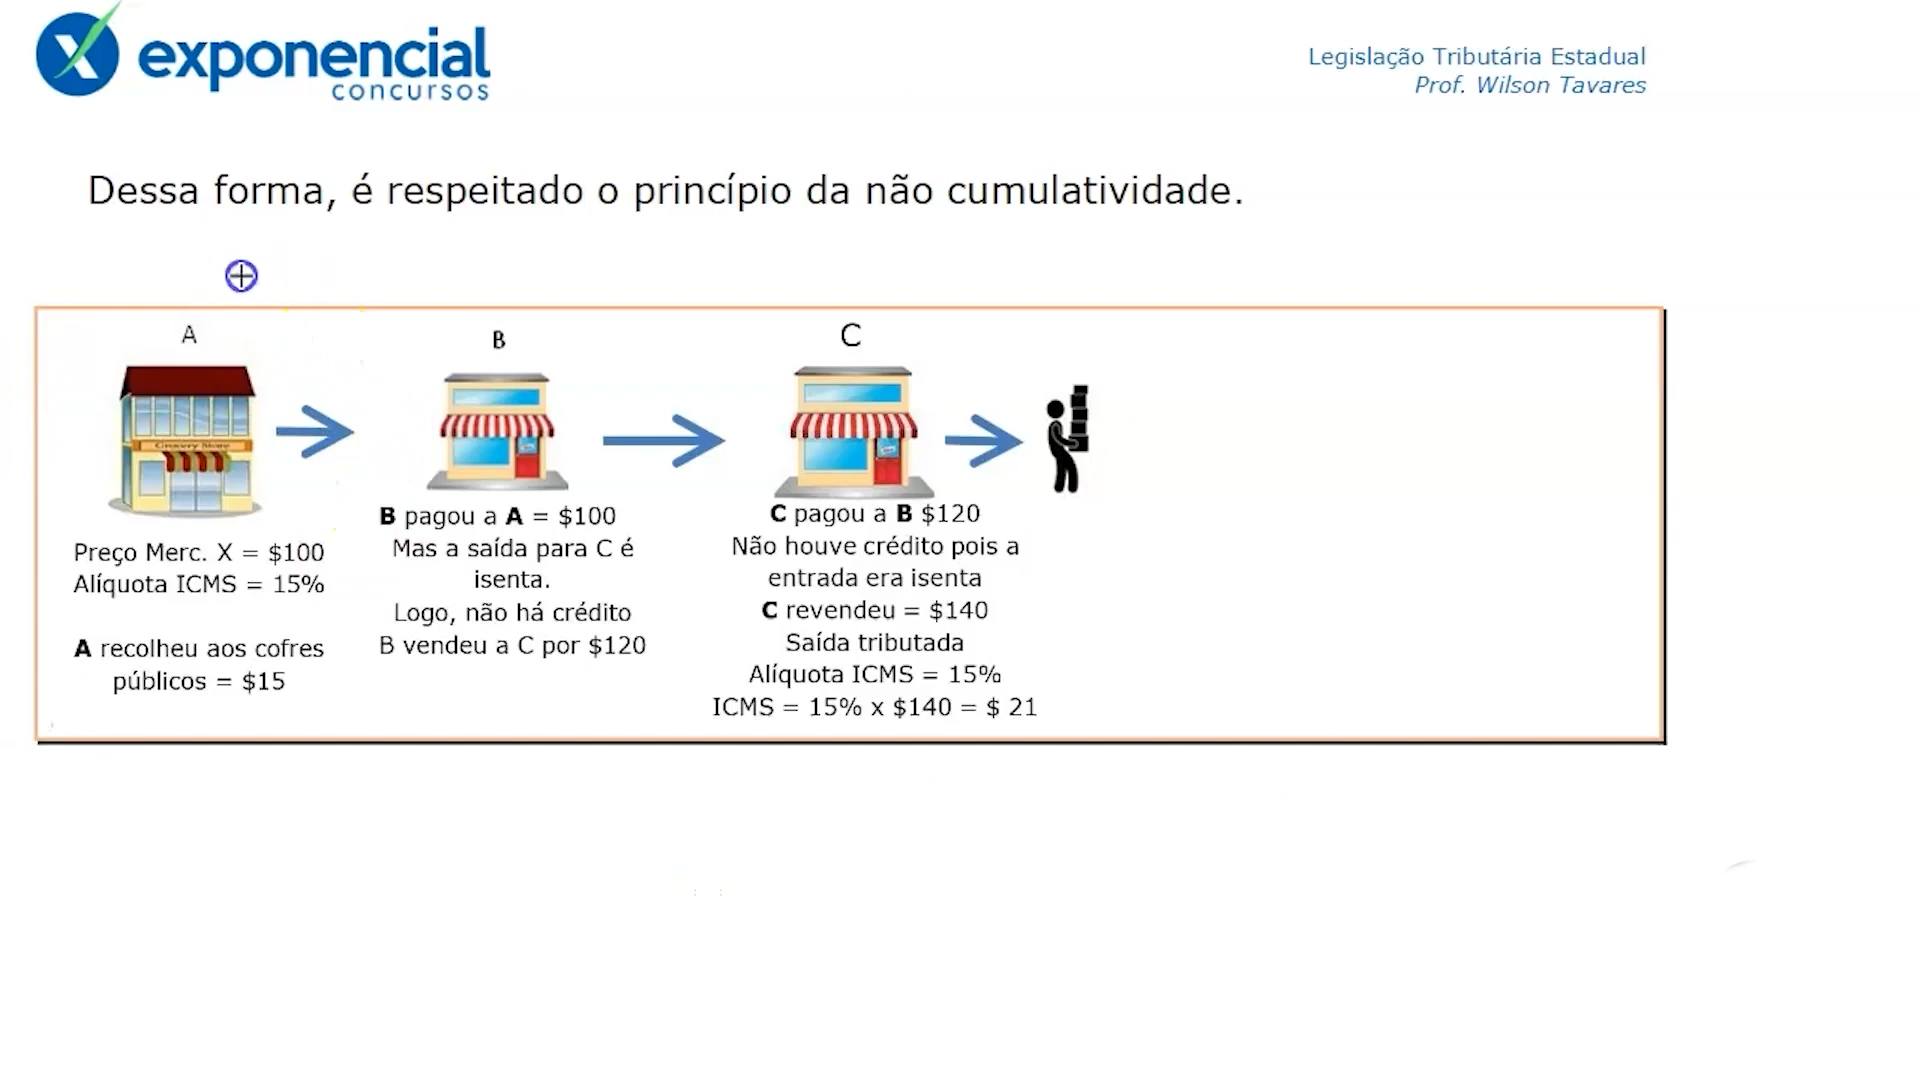 exponencial
concursos
Legislação Tributária Estadual
Prof. Wilson Tavares
Dessa forma, é respeitado o princípio da não cumulatividade.
A
Grocery Store
Preço Merc. X = $100
Alíquota ICMS = 15%
A recolheu aos cofres
públicos = $15
B
B pagou a A = $100
Mas a saída para C é
isenta.
Logo, não há crédito
B vendeu a C por $120
C
C pagou a B $120
Não houve crédito pois a
entrada era isenta
C revendeu = $140
Saída tributada
Alíquota ICMS = 15%
ICMS = 15% x $140 = $ 21